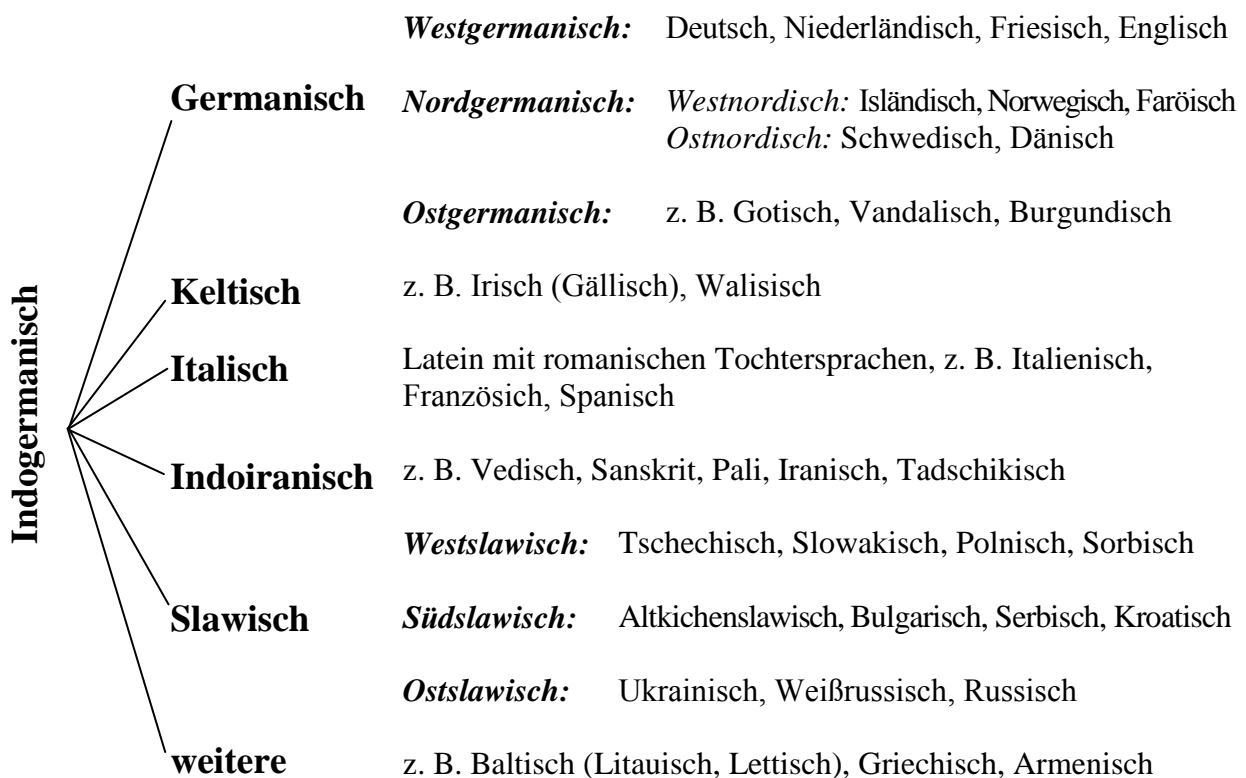 Indogermanisch
Germanisch
Westgermanisch: Deutsch, Niederländisch, Friesisch, Englisch
Nordgermanisch: Westnordisch: Isländisch, Norwegisch, Faröisch
Ostnordisch: Schwedisch, Dänisch
Ostgermanisch: z. B. Gotisch, Vandalisch, Burgundisch
Keltisch z. B. Irisch (Gällisch), Walisisch
Italisch Latein mit romanischen Tochtersprachen, z. B. Italienisch,
Französich, Spanisch
Indoiranisch z. B. Vedisch, Sanskrit, Pali, Iranisch, Tadschikisch
Slawisch
Westslawisch: Tschechisch, Slowakisch, Polnisch, Sorbisch
Südslawisch: Altkichenslawisch, Bulgarisch, Serbisch, Kroatisch
Ostslawisch: Ukrainisch, Weißrussisch, Russisch
weitere z. B. Baltisch (Litauisch, Lettisch), Griechisch, Armenisch